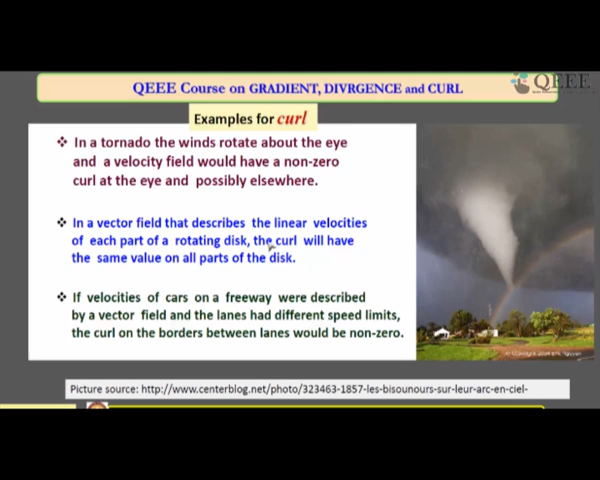 QEEE Course on GRADIENT, DIVRGENCE and CURL
QEEE
Examples for curl
❖ In a tornado the winds rotate about the eye
and a velocity field would have a non-zero
curl at the eye and possibly elsewhere.
❖ In a vector field that describes the linear velocities
of each part of a rotating disk, the curl will have
the same value on all parts of the disk.
❖ If velocities of cars on a freeway were described
by a vector field and the lanes had different speed limits,
the curl on the borders between lanes would be non-zero.
Picture source: http://www.centerblog.net/photo/323463-1857-les-bisounours-sur-leur-arc-en-ciel-